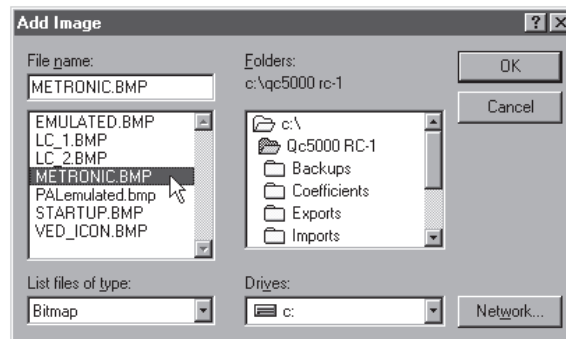 Add Image
File name:
METRONIC.BMP
EMULATED.BMP
LC_1.BMP
LC_2.BMP
METRONIC.BMP
PALemulated.bmp
STARTUP.BMP
VED_ICON.BMP
List files of type:
Bitmap
Folders:
c:\qc5000 rc-1
c:\
Qc5000 RC-1
Backups
Coefficients
Exports
Imports
Drives:
c:
OK
Cancel
Network...